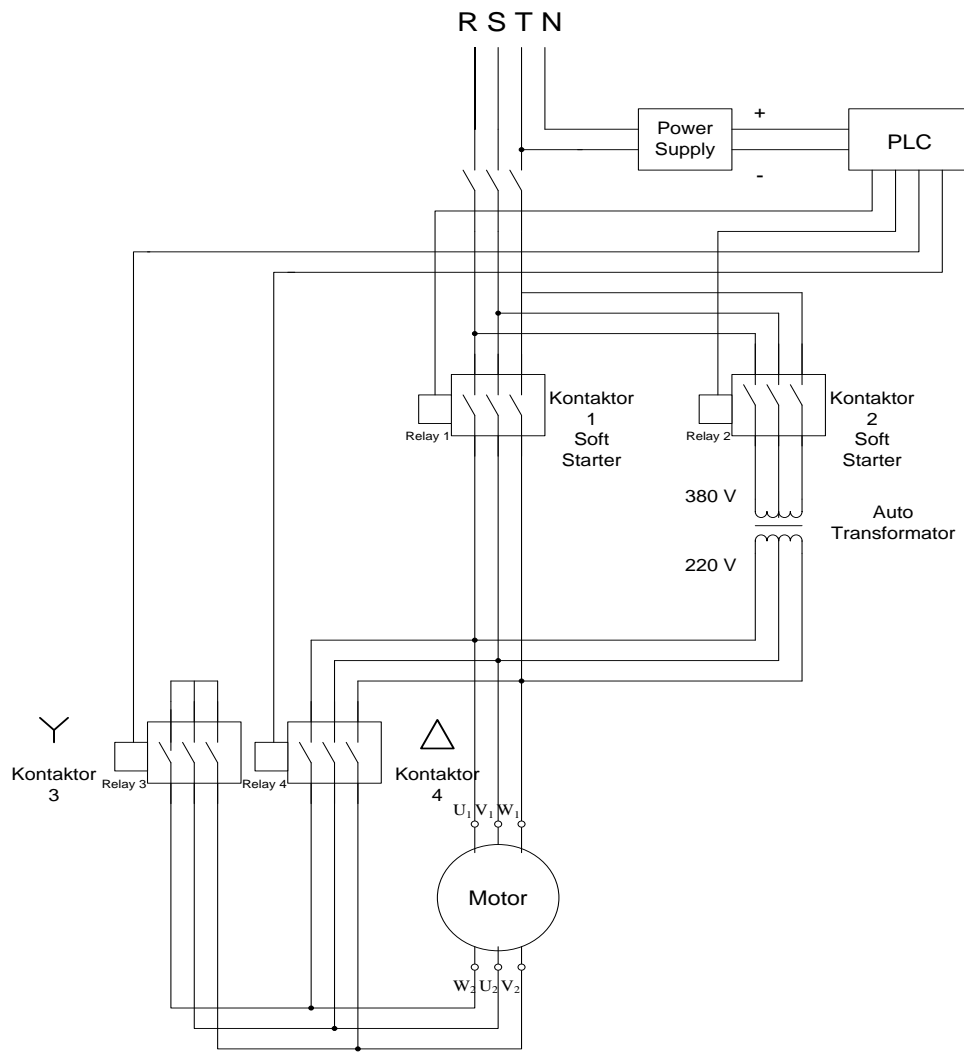 R S T N
+
Power
Supply
PLC
-
Kontaktor
1
Soft
Starter
Relay 1
Kontaktor
2
Soft
Starter
Relay 2
380 V
Auto
Transformator
220 V
Kontaktor
3
Relay 3
Relay 4
Kontaktor
4
U₁ V₁ W₁
Motor
W₂ U₂ V₂